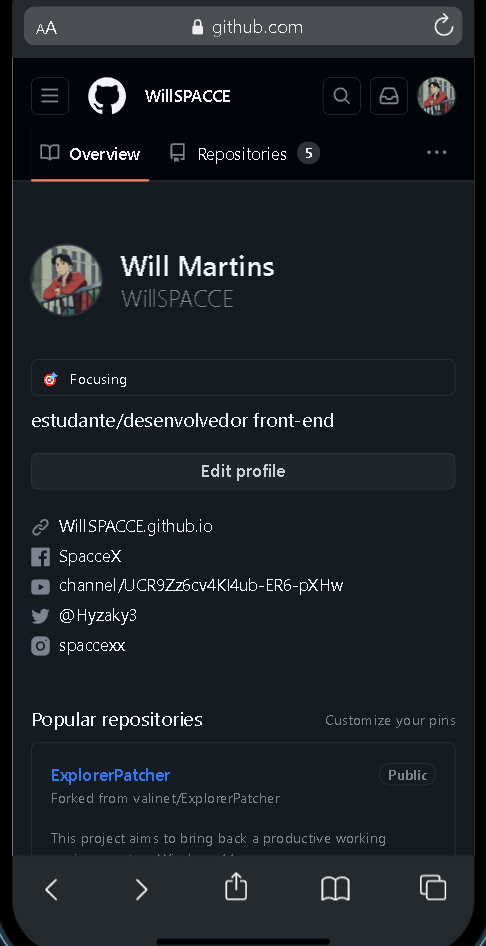 AA github.com
WillSPACCE
Overview Repositories 5
Will Martins
WillSPACCE
Focusing
estudante/desenvolvedor front-end
Edit profile
WillSPACCE.github.io
SpacceX
channel/UCR9Zz6cv4Kl4ub-ER6-pXHw
@Hyzaky3
spaccexx
Popular repositories Customize your pins
ExplorerPatcher Public
Forked from valinet/ExplorerPatcher
This project aims to bring back a productive working